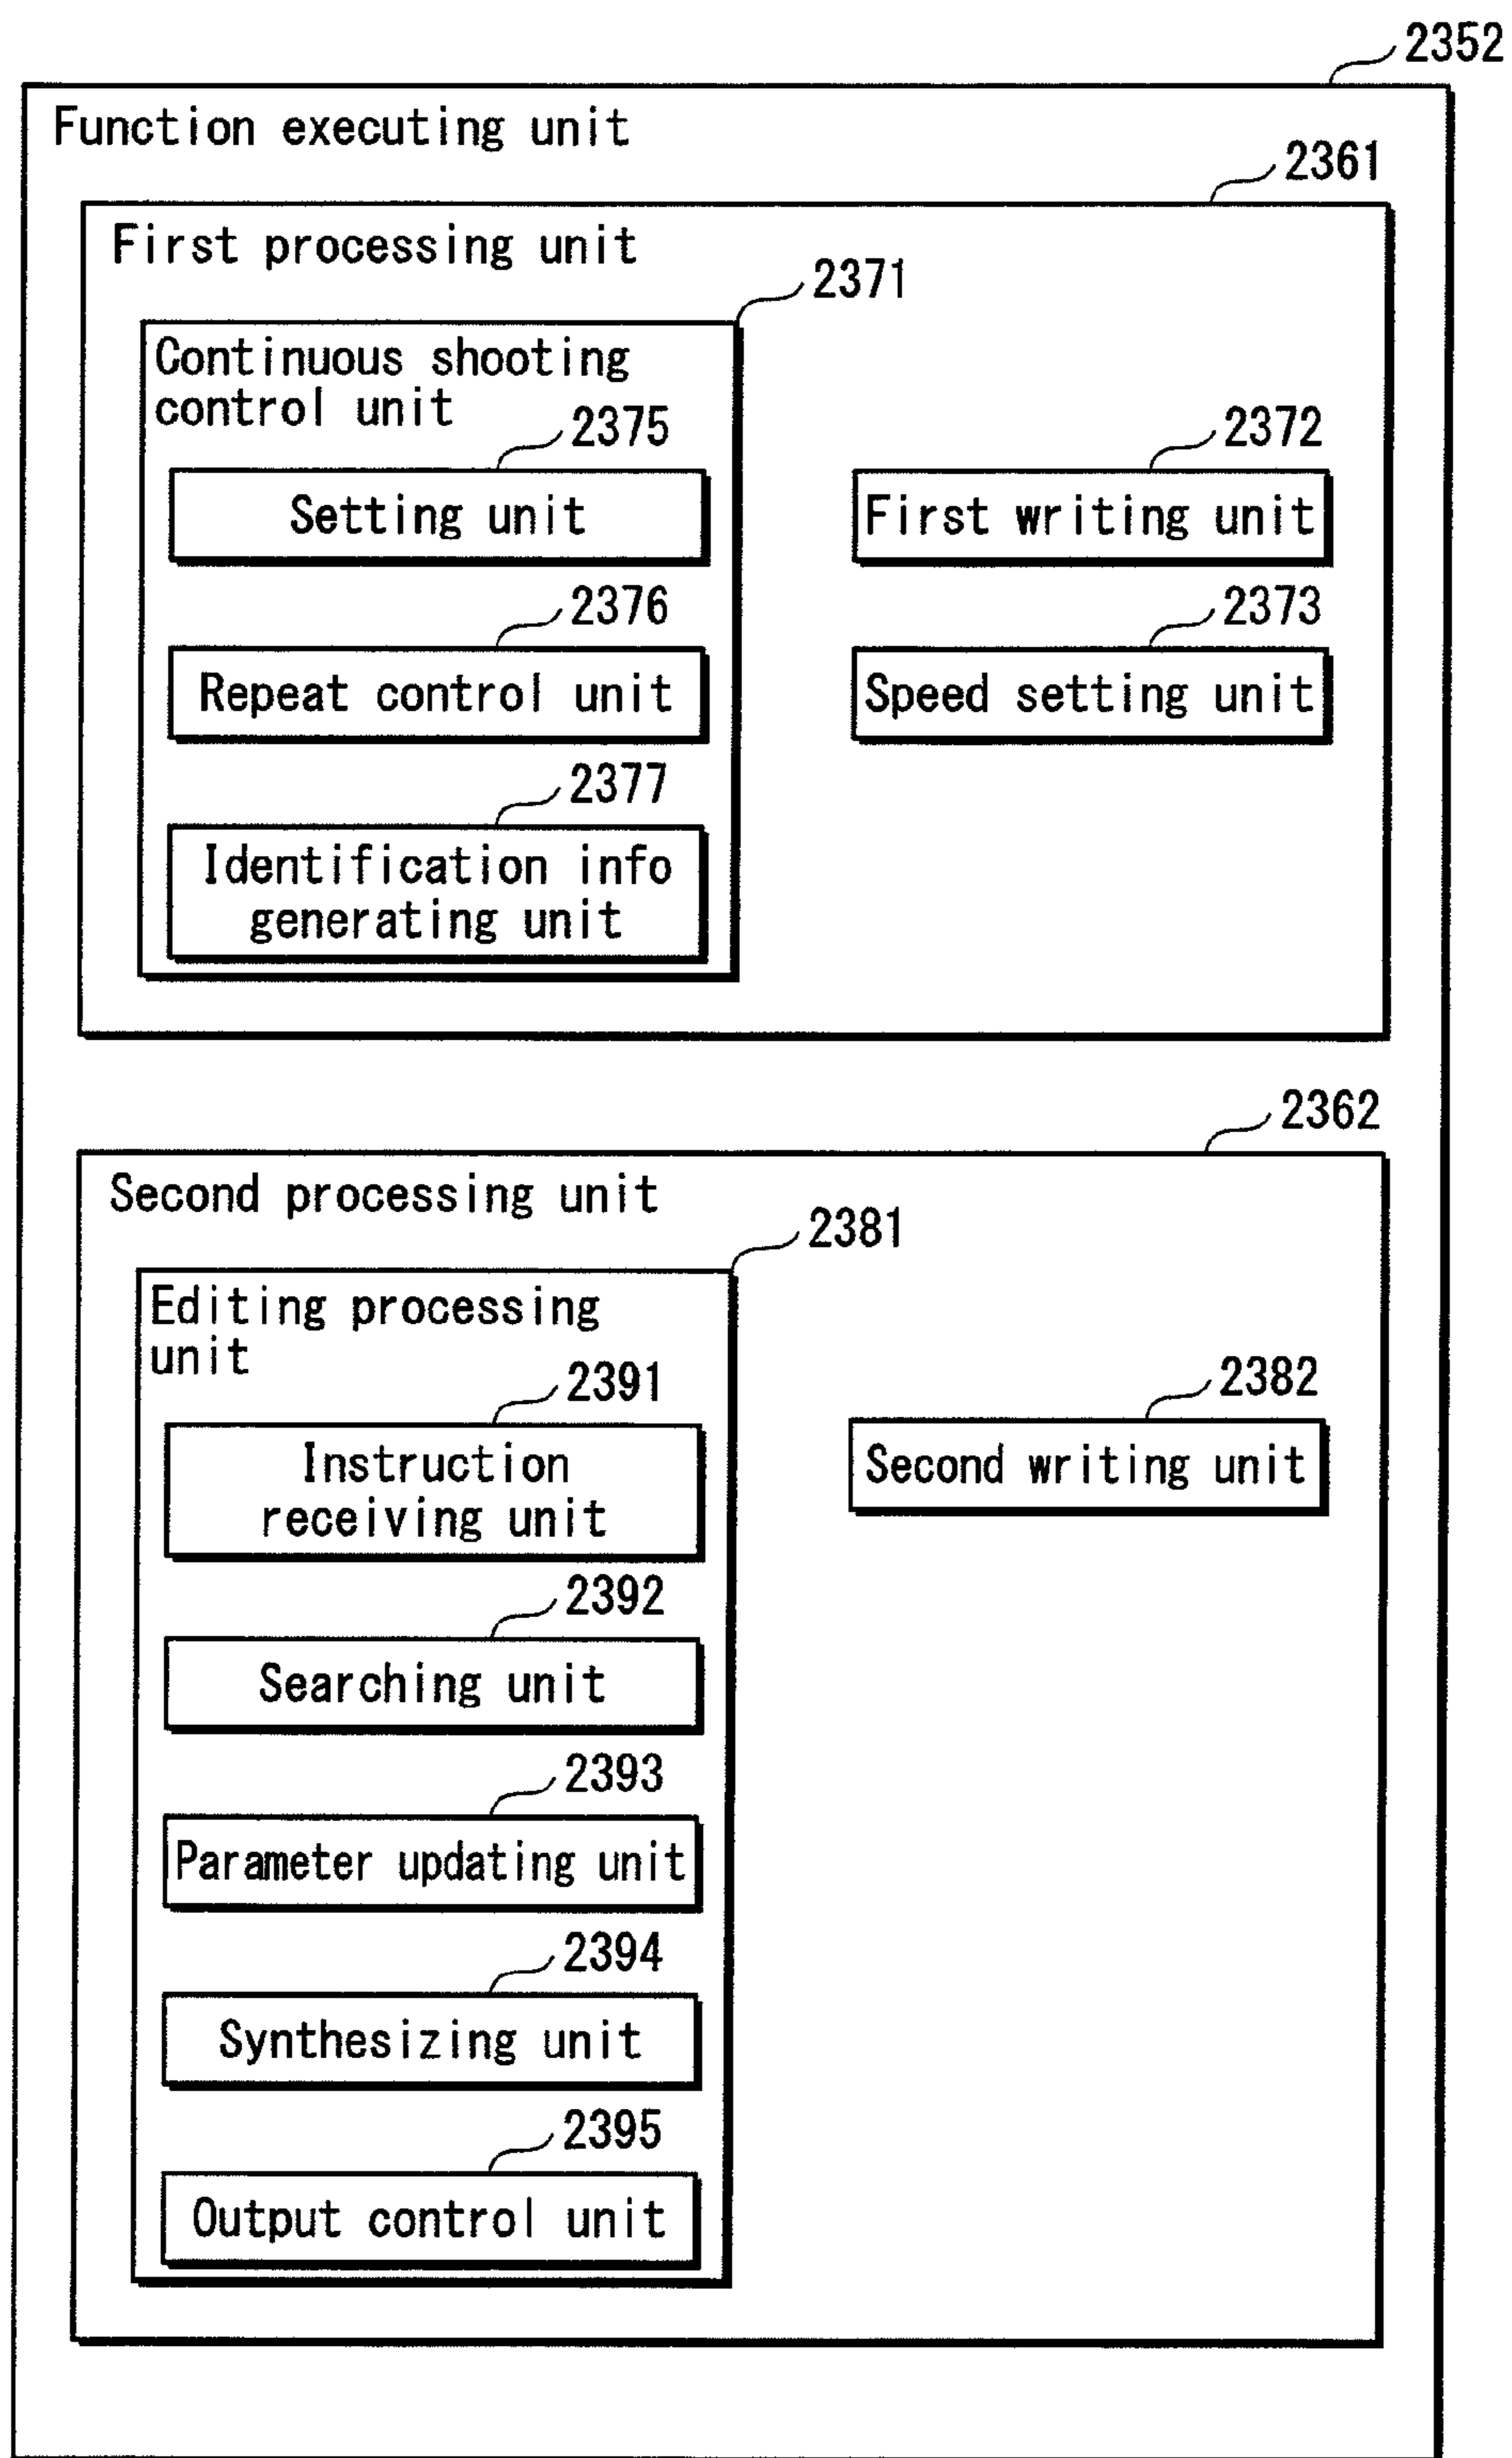 2352
Function executing unit
2361
First processing unit
2371
Continuous shooting
control unit
2375
Setting unit
2372
First writing unit
2376
Repeat control unit
2373
Speed setting unit
2377
Identification info
generating unit
2362
Second processing unit
2381
Editing processing
unit
2391
Instruction
receiving unit
2382
Second writing unit
2392
Searching unit
2393
Parameter updating unit
2394
Synthesizing unit
2395
Output control unit